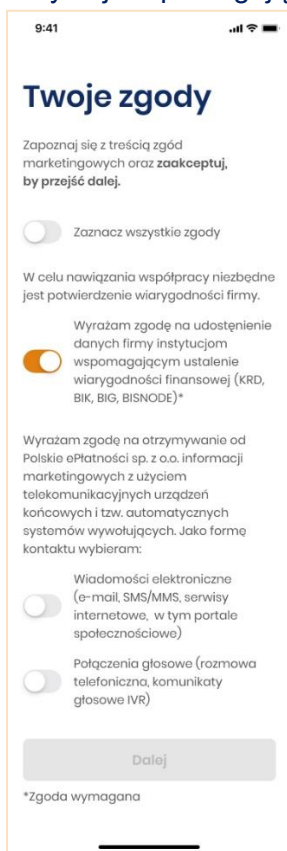 9:41
Twoje zgody
Zapoznaj się z treścią zgód
marketingowych oraz zaakceptuj,
by przejść dalej.
Zaznacz wszystkie zgody
W celu nawiązania współpracy niezbędne
jest potwierdzenie wiarygodności firmy.
Wyrażam zgodę na udostęnienie
danych firmy instytucjom
wspomagającym ustalenie
wiarygodności finansowej (KRD,
BIK, BIG, BISNODE)*
Wyrażam zgodę na otrzymywanie od
Polskie ePłatności sp. z o.o. informacji
marketingowych z użyciem
telekomunikacyjnych urządzeń
końcowych i tzw. automatycznych
systemów wywołujących. Jako formę
kontaktu wybieram:
Wiadomości elektroniczne
(e-mail, SMS/MMS, serwisy
internetowe, w tym portale
społecznościowe)
Połączenia głosowe (rozmowa
telefoniczna, komunikaty
głosowe IVR)
Dalej
*Zgoda wymagana